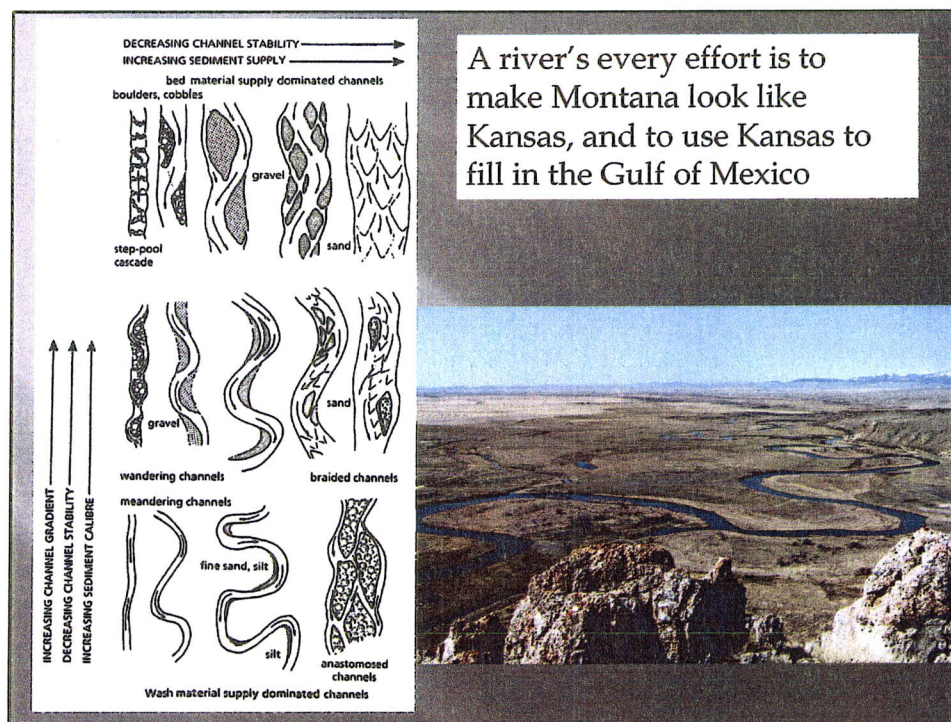 DECREASING CHANNEL STABILITY
INCREASING SEDIMENT SUPPLY
bed material supply dominated channels
boulders, cobbles
gravel
sand
step-pool
cascade
gravel
sand
wandering channels
braided channels
meandering channels
fine sand, silt
silt
anastomosed
channels
Wash material supply dominated channels
INCREASING CHANNEL GRADIENT
DECREASING CHANNEL STABILITY
INCREASING SEDIMENT CALIBRE
A river's every effort is to
make Montana look like
Kansas, and to use Kansas to
fill in the Gulf of Mexico